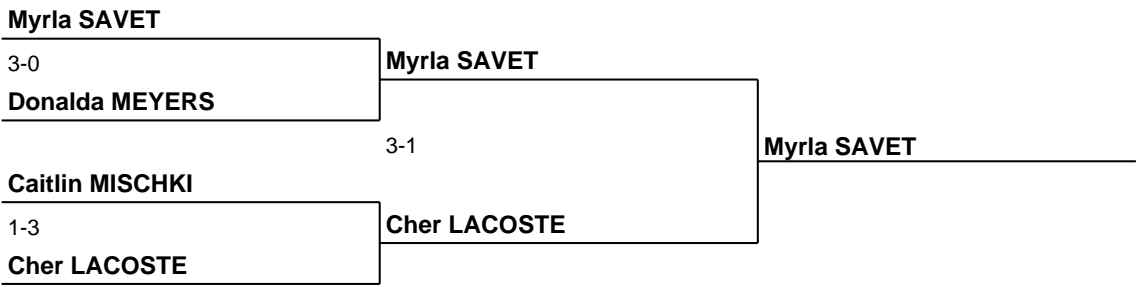 Myrla SAVET
3-0
Myrla SAVET
Donalda MEYERS
3-1
Myrla SAVET
Caitlin MISCHKI
1-3
Cher LACOSTE
Cher LACOSTE